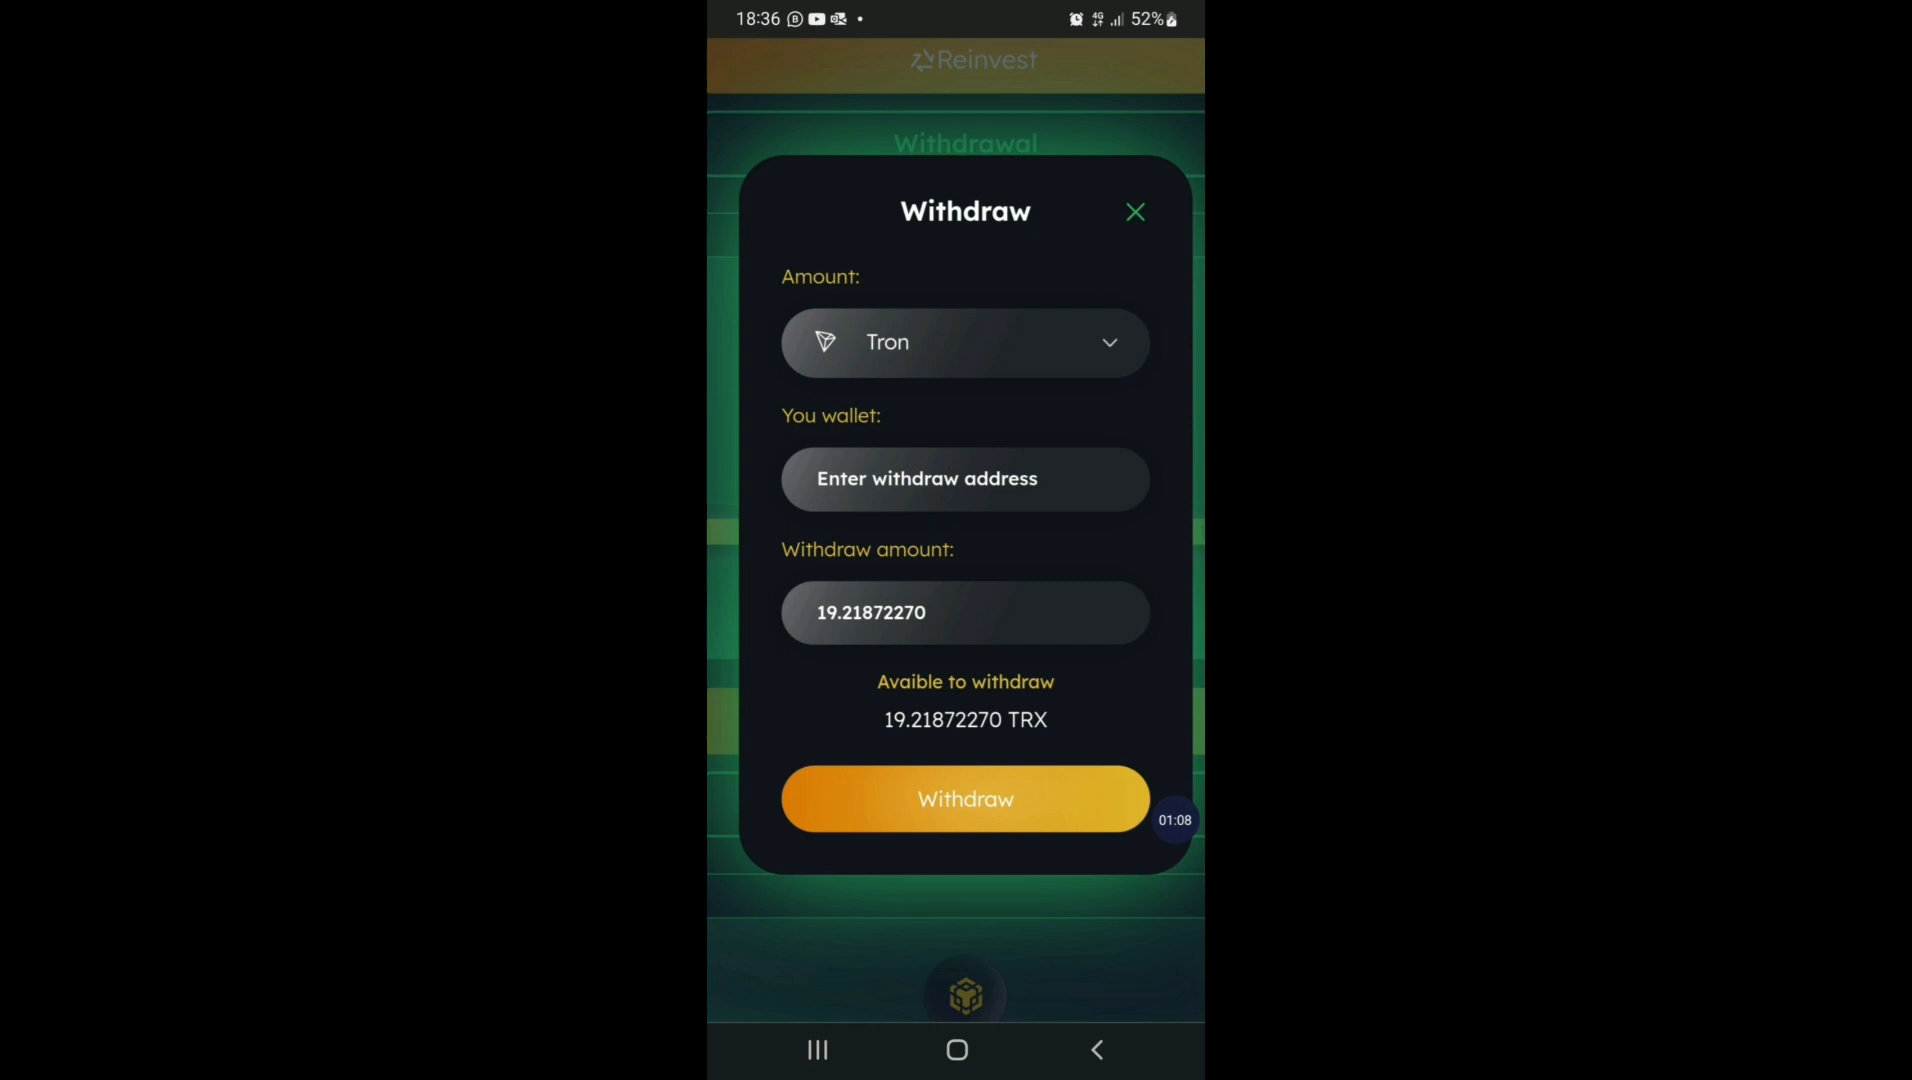 18:36
4G
52%
Reinvest
Withdrawal
Withdraw
Amount:
Tron
You wallet:
Enter withdraw address
Withdraw amount:
19.21872270
Avaible to withdraw
19.21872270 TRX
Withdraw
01:08